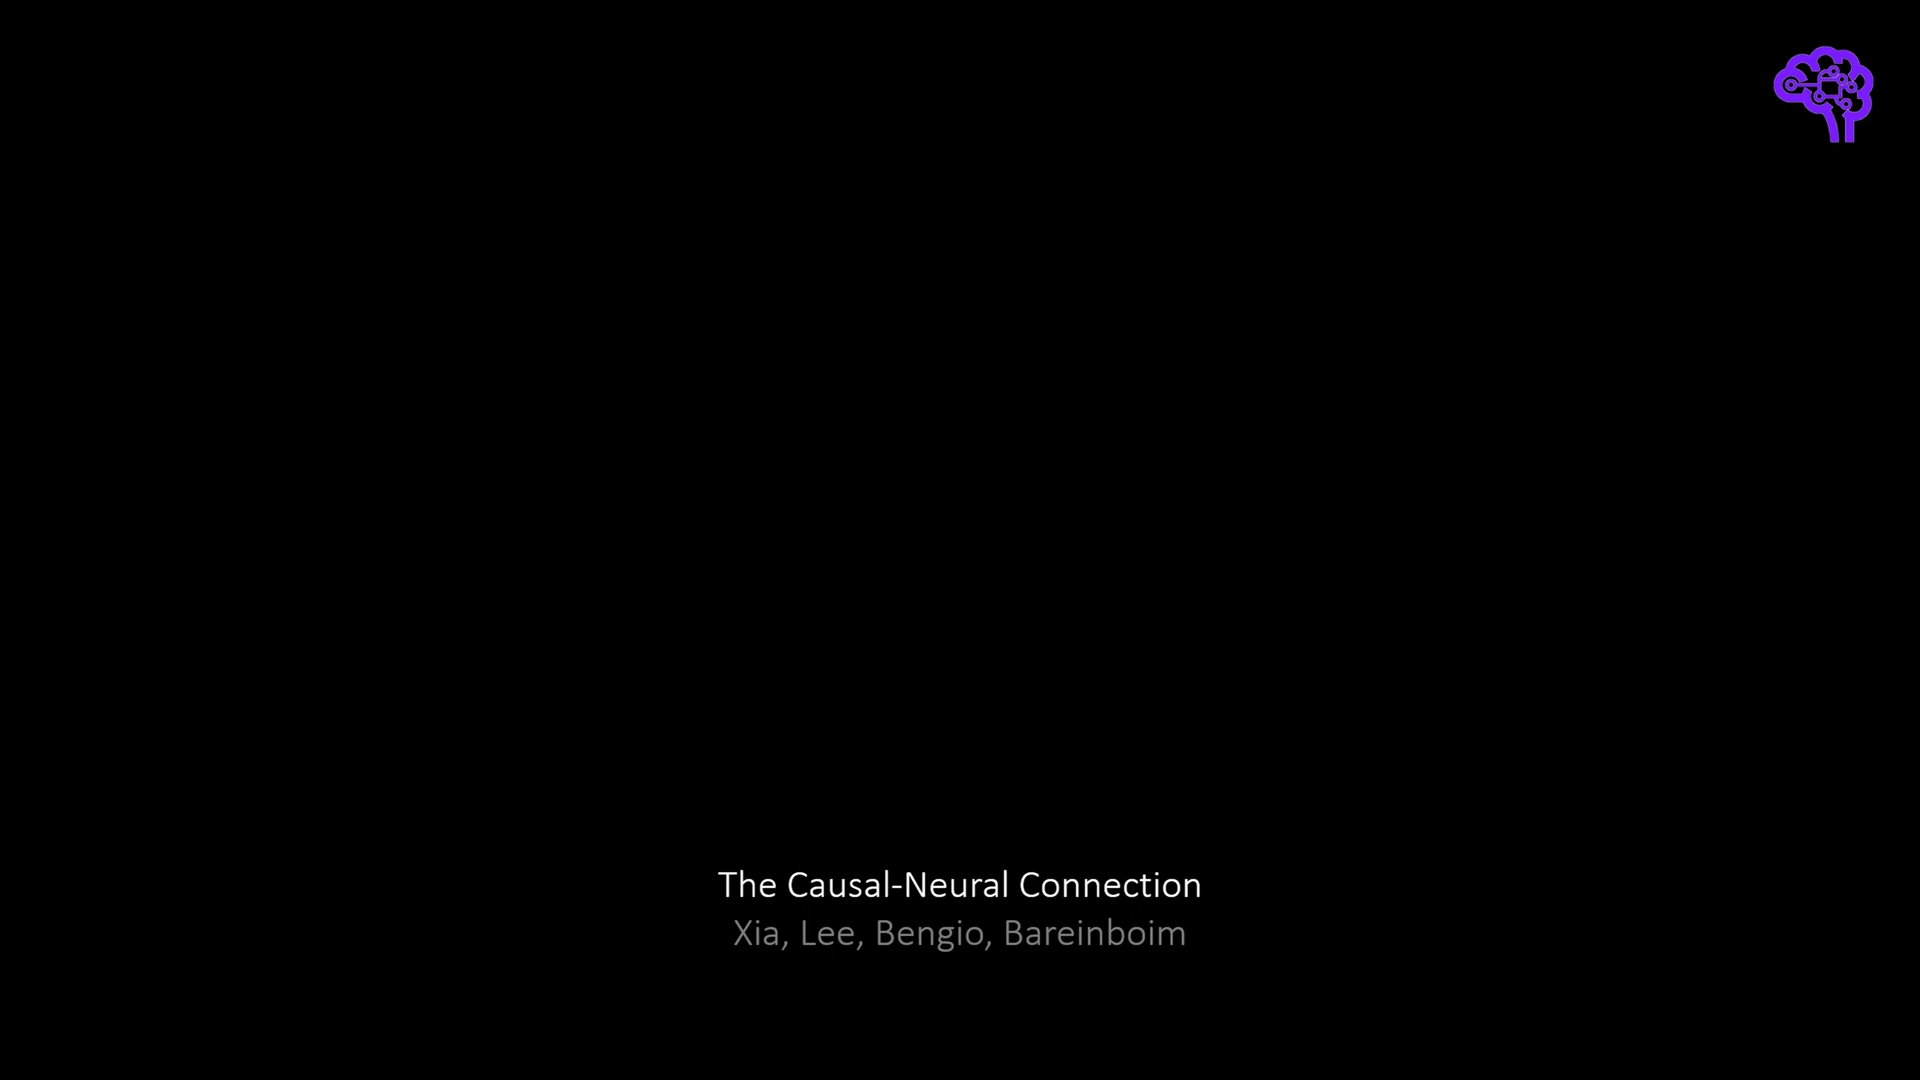 The Causal-Neural Connection
Xia, Lee, Bengio, Bareinboim